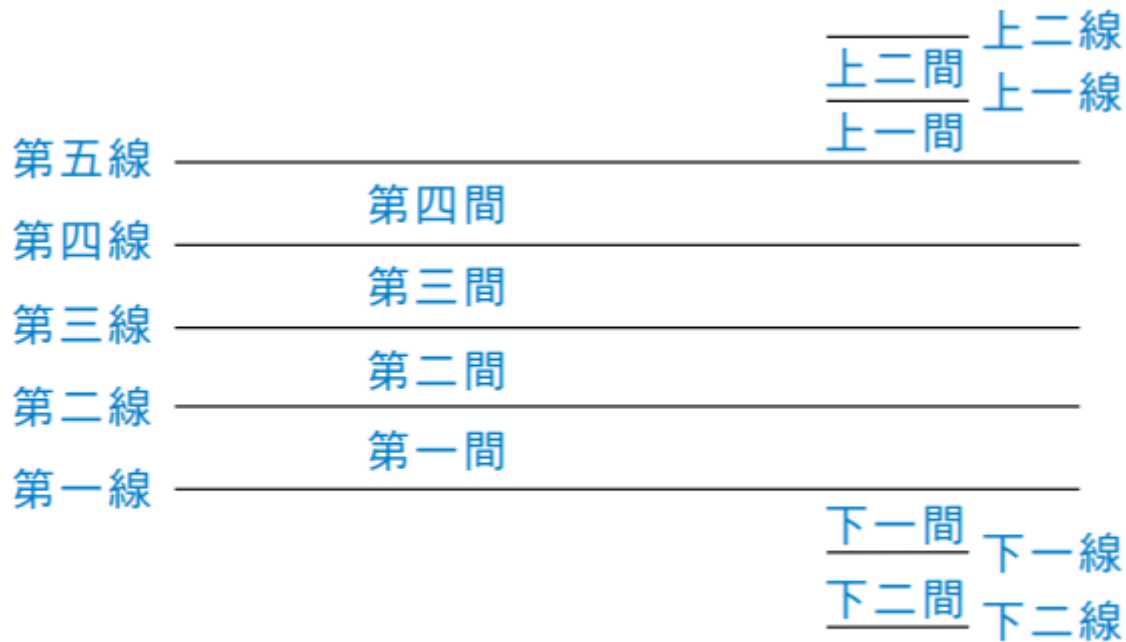 上二線
上二間
上一線
上一間
第五線
第四間
第四線
第三間
第三線
第二間
第二線
第一間
第一線
下一間
下一線
下二間
下二線